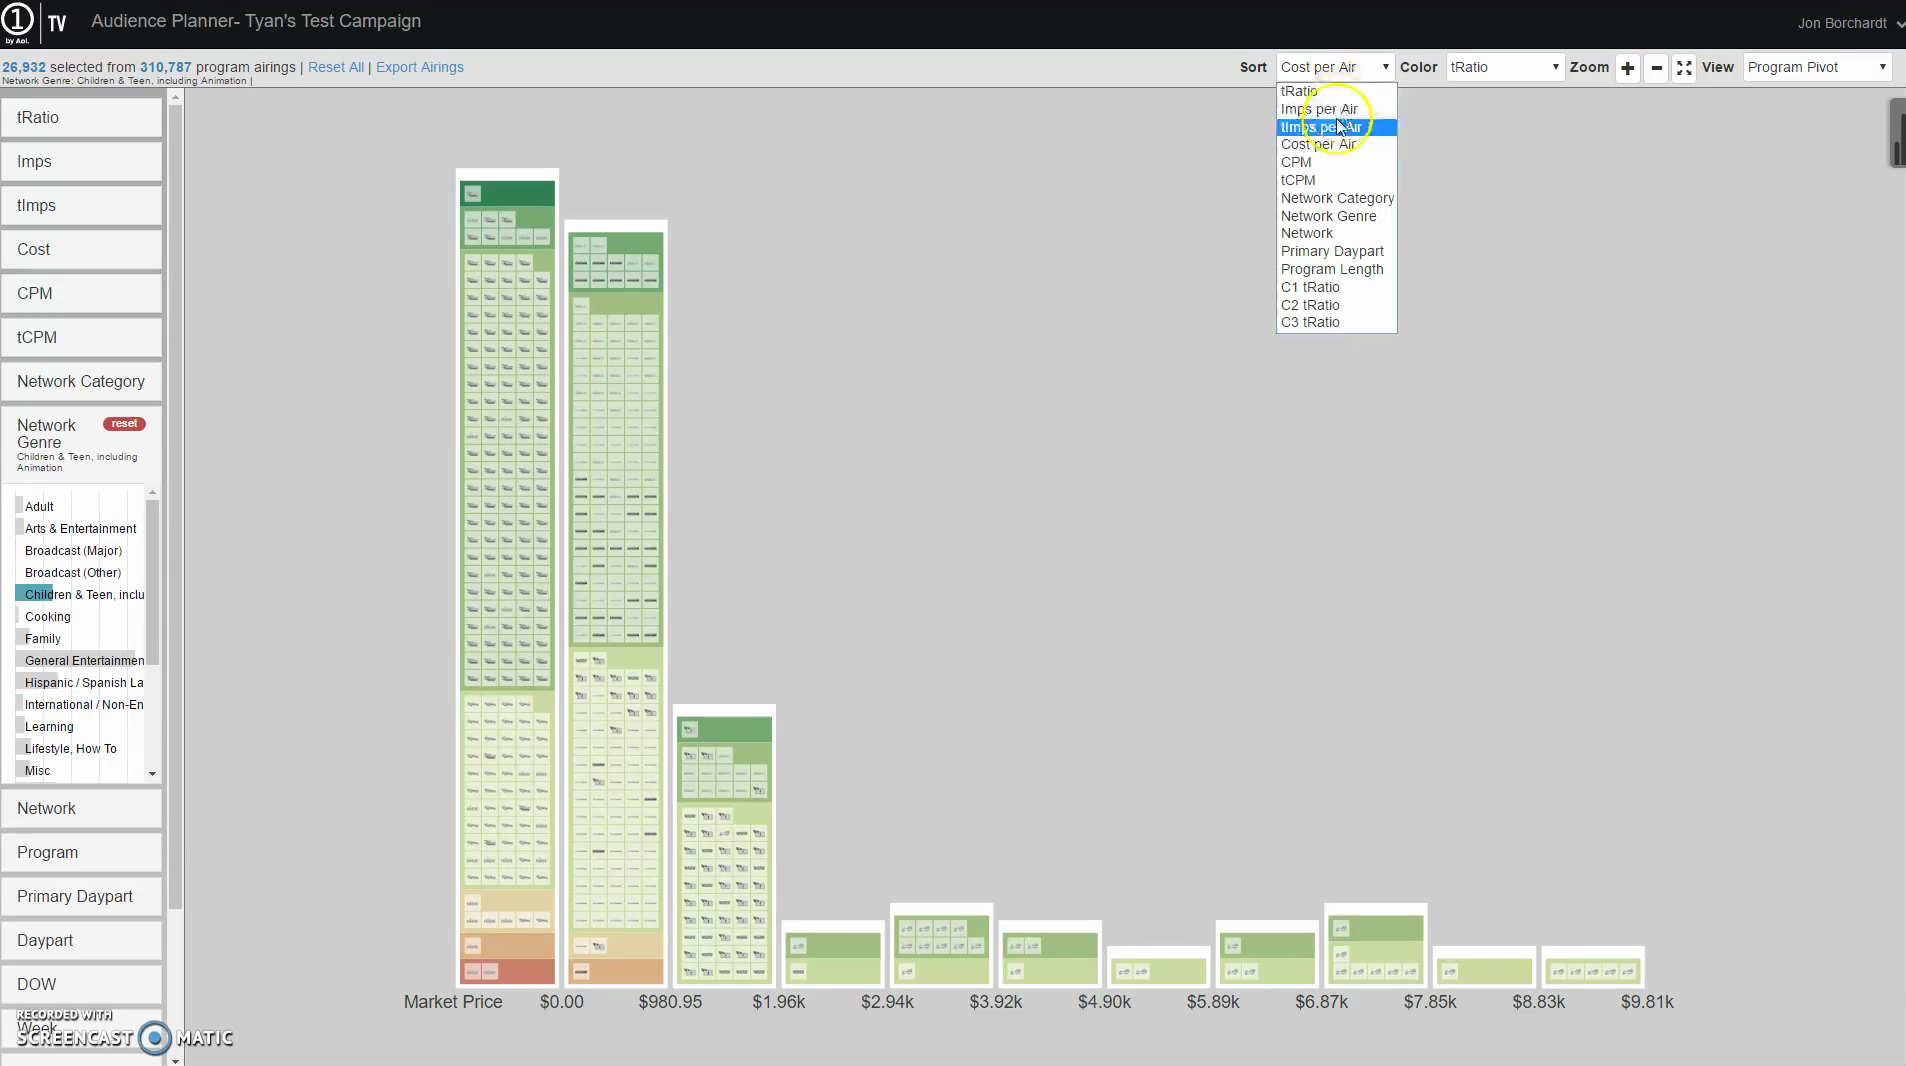 1
by Aol.
TV
Audience Planner- Tyan's Test Campaign
Jon Borchardt
26,932 selected from 310,787 program airings | Reset All | Export Airings
Network Genre: Children & Teen, including Animation |
Sort Cost per Air Color tRatio Zoom View Program Pivot
tRatio
Imps per Air
tImps per Air
Cost per Air
CPM
tCPM
Network Category
Network Genre
Network
Primary Daypart
Program Length
C1 tRatio
C2 tRatio
C3 tRatio
tRatio
Imps
tImps
Cost
CPM
tCPM
Network Category
Network Genre
reset
Children & Teen, including
Animation
Adult
Arts & Entertainment
Broadcast (Major)
Broadcast (Other)
Children & Teen, inclu
Cooking
Family
General Entertainmen
Hispanic / Spanish La
International / Non-En
Learning
Lifestyle, How To
Misc
Network
Program
Primary Daypart
Daypart
DOW
Week
RECORDED WITH
SCREENCAST MATIC
Market Price $0.00 $980.95 $1.96k $2.94k $3.92k $4.90k $5.89k $6.87k $7.85k $8.83k $9.81k